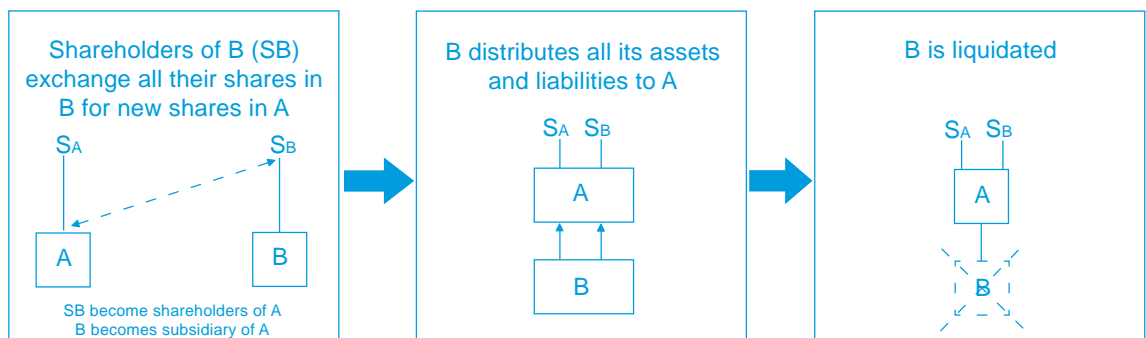 Shareholders of B (SB)
exchange all their shares in
B for new shares in A
SA SB
A B
SB become shareholders of A
B becomes subsidiary of A
B distributes all its assets
and liabilities to A
SA SB
A
B
B is liquidated
SA SB
A
B